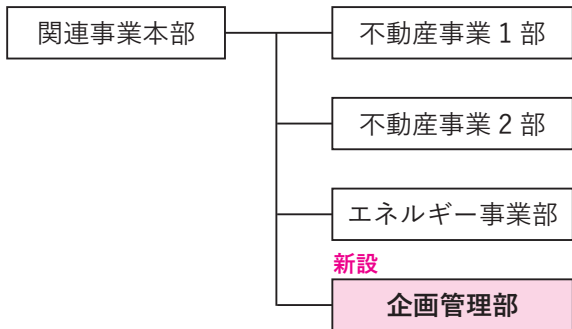 関連事業本部
不動産事業1部
不動産事業2部
エネルギー事業部
新設
企画管理部